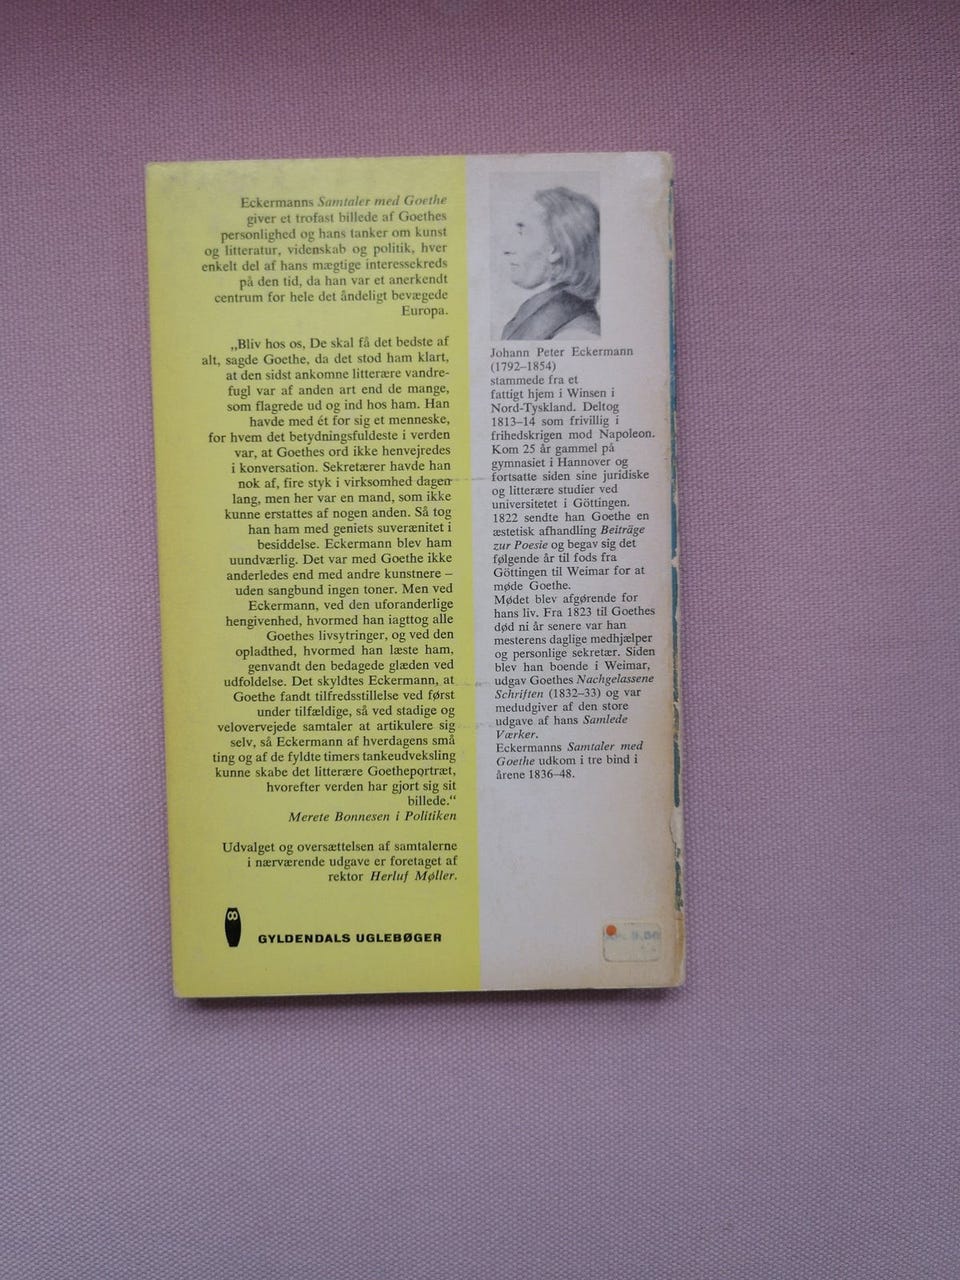 Eckermanns Samtaler med Goethe
giver et trofast billede af Goethes
personlighed og hans tanker om kunst
og litteratur, videnskab og politik, hver
enkelt del af hans mægtige interessekreds
på den tid, da han var et anerkendt
centrum for hele det åndeligt bevægede
Europa.
„Bliv hos os, De skal få det bedste af
alt, sagde Goethe, da det stod ham klart,
at den sidst ankomne litterære vandre-
fugl var af anden art end de mange,
som flagrede ud og ind hos ham. Han
havde med ét for sig et menneske,
for hvem det betydningsfuldeste i verden
var, at Goethes ord ikke henvejredes
i konversation. Sekretærer havde han
nok af, fire styk i virksomhed dagen
lang, men her var en mand, som ikke
kunne erstattes af nogen anden. Så tog
han ham med geniets suverænitet i
besiddelse. Eckermann blev ham
uundværlig. Det var med Goethe ikke
anderledes end med andre kunstnere –
uden sangbund ingen toner. Men ved
Eckermann, ved den uforanderlige
hengivenhed, hvormed han iagttog alle
Goethes livsytringer, og ved den
opladthed, hvormed han læste ham,
genvandt den bedagede glæden ved
udfoldelse. Det skyldtes Eckermann, at
Goethe fandt tilfredsstillelse ved først
under tilfældige, så ved stadige og
velovervejede samtaler at artikulere sig
selv, så Eckermann af hverdagens små
ting og af de fyldte timers tankeudveksling
kunne skabe det litterære Goetheportræt,
hvorefter verden har gjort sig sit
billede.“
Merete Bonnesen i Politiken
Udvalget og oversættelsen af samtalerne
i nærværende udgave er foretaget af
rektor Herluf Møller.
GYLDENDALS UGLEBØGER
Johann Peter Eckermann
(1792–1854)
stammede fra et
fattigt hjem i Winsen i
Nord-Tyskland. Deltog
1813–14 som frivillig i
frihedskrigen mod Napoleon.
Kom 25 år gammel på
gymnasiet i Hannover og
fortsatte siden sine juridiske
og litterære studier ved
universitetet i Göttingen.
1822 sendte han Goethe en
æstetisk afhandling Beiträge
zur Poesie og begav sig det
følgende år til fods fra
Göttingen til Weimar for at
møde Goethe.
Mødet blev afgørende for
hans liv. Fra 1823 til Goethes
død ni år senere var han
mesterens daglige medhjælper
og personlige sekretær. Siden
blev han boende i Weimar,
udgav Goethes Nachgelassene
Schriften (1832–33) og var
medudgiver af den store
udgave af hans Samlede
Værker.
Eckermanns Samtaler med
Goethe udkom i tre bind i
årene 1836–48.